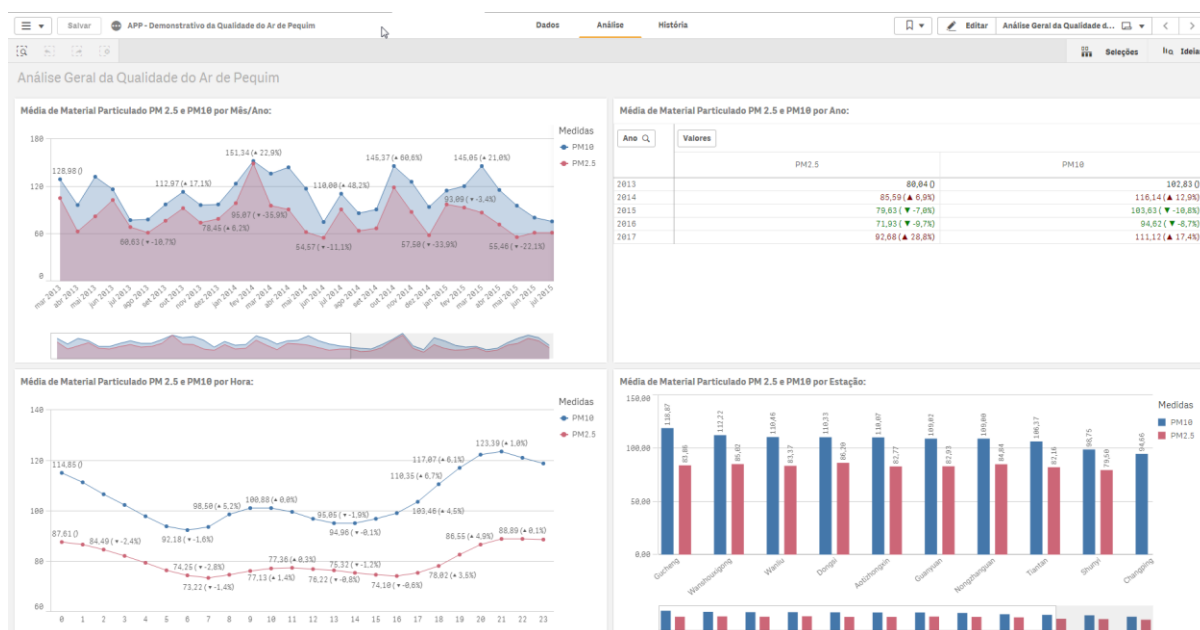 Salvar
APP - Demonstrativo da Qualidade do Ar de Pequim
Dados
Análise
História
Editar
Análise Geral da Qualidade d...
Seleções
Análise Geral da Qualidade do Ar de Pequim
Média de Material Particulado PM 2.5 e PM10 por Mês/Ano:
180
120
60
0
128,98 ()
112,97 (▲ 17,1%)
151,34 (▲ 22,9%)
110,00 (▲ 48,2%)
145,37 (▲ 60,6%)
145,06 (▲ 21,0%)
93,09 (▼ -3,4%)
95,07 (▼ -35,9%)
78,45 (▲ 6,2%)
60,63 (▼ -10,7%)
54,57 (▼ -11,1%)
57,50 (▼ -33,9%)
55,46 (▼ -22,1%)
mar 2013
abr 2013
mai 2013
jun 2013
jul 2013
ago 2013
set 2013
out 2013
nov 2013
dez 2013
jan 2014
fev 2014
mar 2014
abr 2014
mai 2014
jun 2014
jul 2014
ago 2014
set 2014
out 2014
nov 2014
dez 2014
jan 2015
fev 2015
mar 2015
abr 2015
mai 2015
jun 2015
jul 2015
Medidas
PM10
PM2.5
Média de Material Particulado PM 2.5 e PM10 por Ano:
Ano
Valores
PM2.5 PM10
2013 80,04 () 102,83 ()
2014 85,59 (▲ 6,9%) 116,14 (▲ 12,9%)
2015 79,63 (▼ -7,0%) 103,63 (▼ -10,8%)
2016 71,93 (▼ -9,7%) 94,62 (▼ -8,7%)
2017 92,68 (▲ 28,8%) 111,12 (▲ 17,4%)
Média de Material Particulado PM 2.5 e PM10 por Hora:
140
120
100
80
60
114,85 ()
92,18 (▼ -1,6%)
98,50 (▲ 5,2%)
100,88 (▲ 0,0%)
95,05 (▼ -1,9%)
94,96 (▼ -0,1%)
103,46 (▲ 4,5%)
110,35 (▲ 6,7%)
117,07 (▲ 6,1%)
123,39 (▲ 1,0%)
87,61 ()
84,49 (▼ -2,4%)
74,25 (▼ -2,8%)
73,22 (▼ -1,4%)
77,13 (▲ 1,4%)
77,36 (▲ 0,3%)
76,22 (▼ -0,8%)
75,32 (▼ -1,2%)
74,10 (▼ -0,6%)
78,02 (▲ 3,5%)
86,55 (▲ 4,9%)
88,89 (▲ 0,1%)
0 1 2 3 4 5 6 7 8 9 10 11 12 13 14 15 16 17 18 19 20 21 22 23
Medidas
PM10
PM2.5
Média de Material Particulado PM 2.5 e PM10 por Estação:
150,00
100,00
50,00
0,00
118,87
83,86
112,22
85,02
110,46
83,37
110,33
86,20
110,07
82,77
109,02
82,93
109,00
84,84
106,37
82,16
98,75
79,50
94,66
Gucheng
Wanshouxigong
Wanliu
Dongsi
Aotizhongxin
Guanyuan
Nongzhanguan
Tiantan
Shunyi
Changping
Medidas
PM10
PM2.5